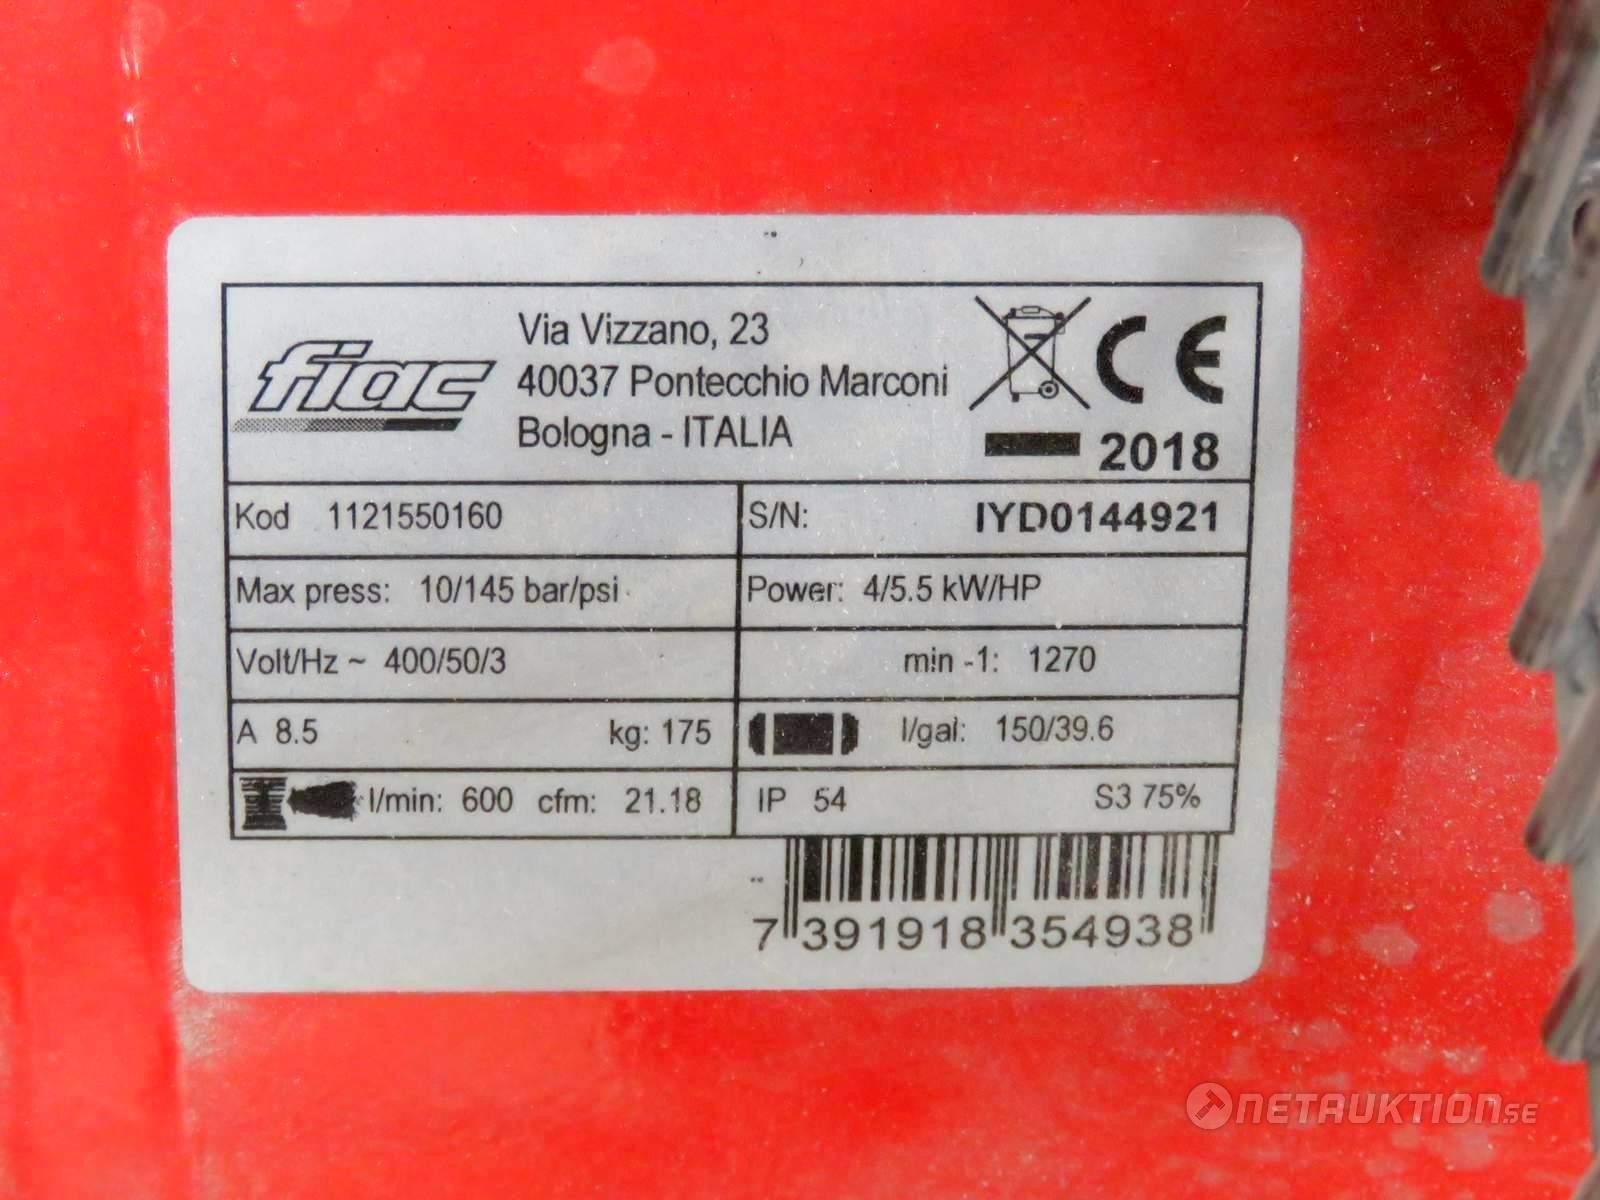 fiac
Via Vizzano, 23
40037 Pontecchio Marconi
Bologna - ITALIA
CE
2018
Kod 1121550160
S/N: IYD0144921
Max press: 10/145 bar/psi
Power: 4/5.5 kW/HP
Volt/Hz ~ 400/50/3
min -1: 1270
A 8.5 kg: 175
l/gal: 150/39.6
l/min: 600 cfm: 21.18
IP 54 S3 75%
7 391918 354938
NETRUKTION.SE